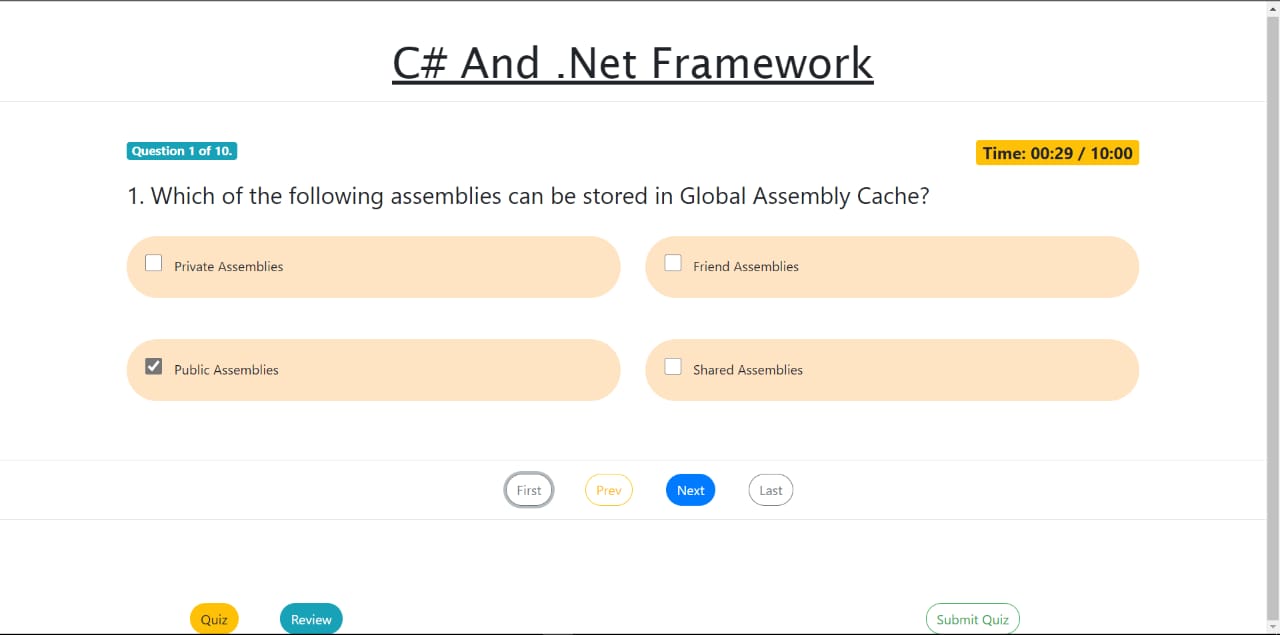 C# And .Net Framework
Question 1 of 10.
Time: 00:29 / 10:00
1. Which of the following assemblies can be stored in Global Assembly Cache?
Private Assemblies
Friend Assemblies
Public Assemblies
Shared Assemblies
First
Prev
Next
Last
Quiz
Review
Submit Quiz